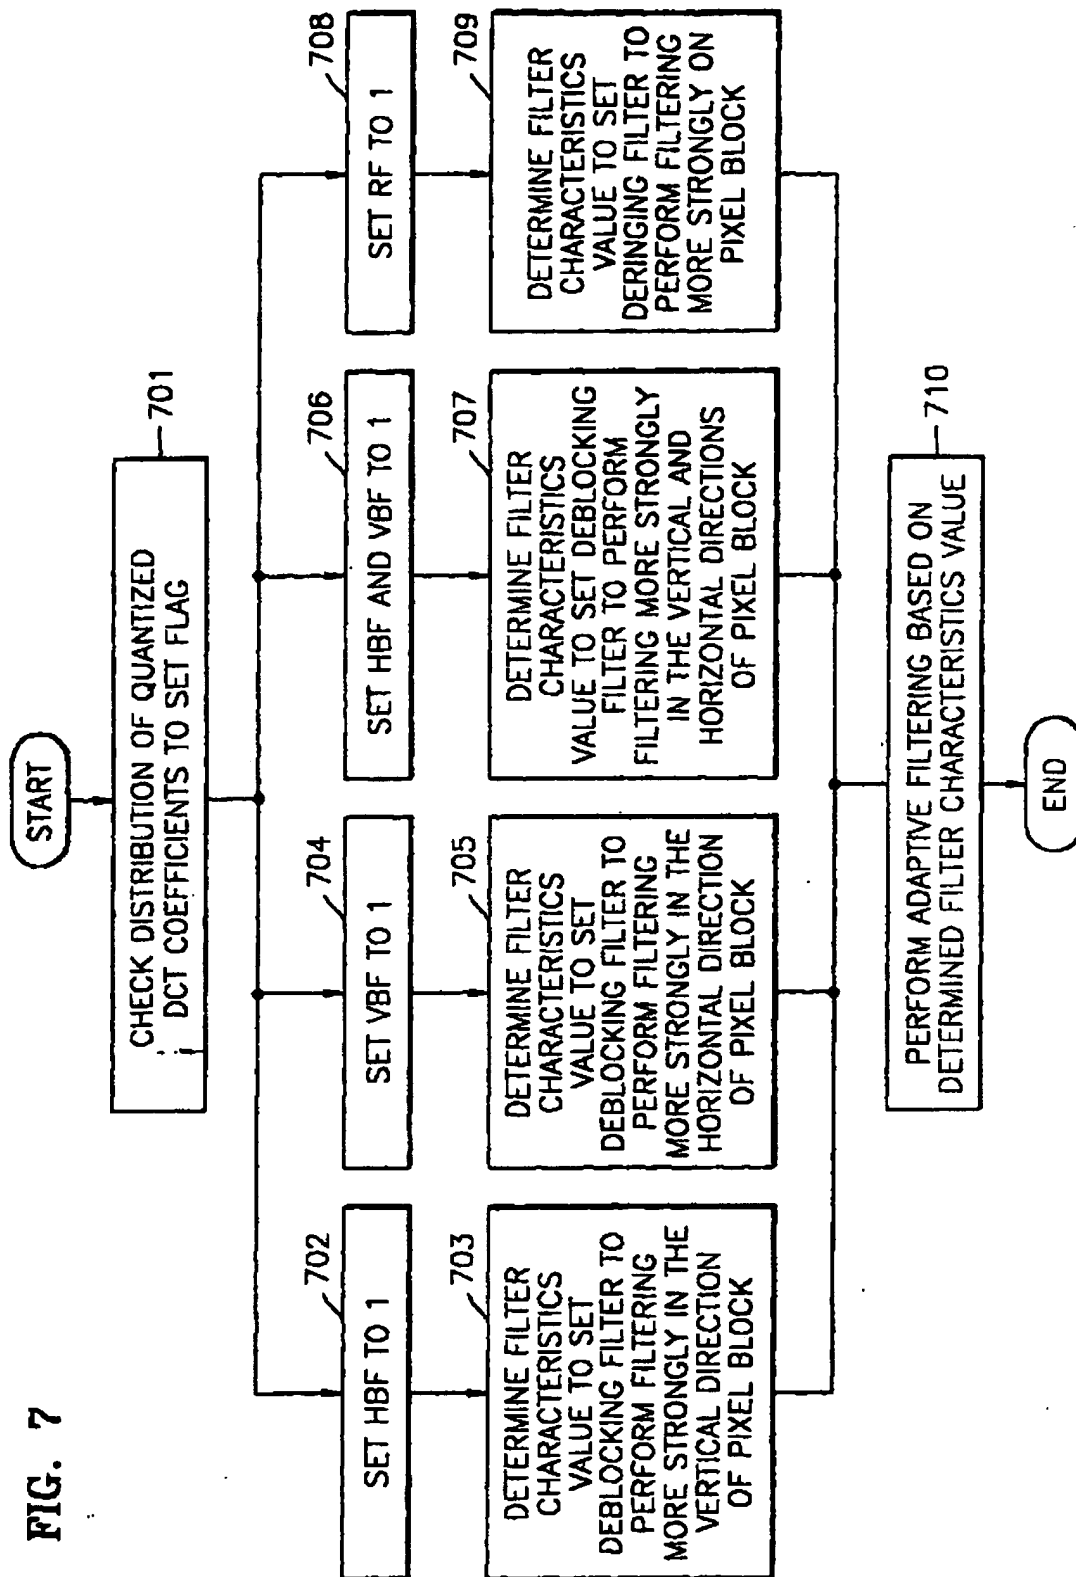 FIG. 7
START
701
CHECK DISTRIBUTION OF QUANTIZED
DCT COEFFICIENTS TO SET FLAG
702
SET HBF TO 1
704
SET VBF TO 1
706
SET HBF AND VBF TO 1
708
SET RF TO 1
703
DETERMINE FILTER
CHARACTERISTICS
VALUE TO SET
DEBLOCKING FILTER TO
PERFORM FILTERING
MORE STRONGLY IN THE
VERTICAL DIRECTION
OF PIXEL BLOCK
705
DETERMINE FILTER
CHARACTERISTICS
VALUE TO SET
DEBLOCKING FILTER TO
PERFORM FILTERING
MORE STRONGLY IN THE
HORIZONTAL DIRECTION
OF PIXEL BLOCK
707
DETERMINE FILTER
CHARACTERISTICS
VALUE TO SET DEBLOCKING
FILTER TO PERFORM
FILTERING MORE STRONGLY
IN THE VERTICAL AND
HORIZONTAL DIRECTIONS
OF PIXEL BLOCK
709
DETERMINE FILTER
CHARACTERISTICS
VALUE TO SET
DERINGING FILTER TO
PERFORM FILTERING
MORE STRONGLY ON
PIXEL BLOCK
710
PERFORM ADAPTIVE FILTERING BASED ON
DETERMINED FILTER CHARACTERISTICS VALUE
END